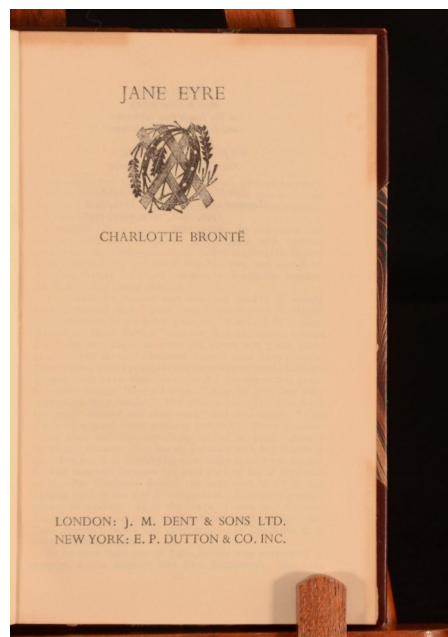 JANE EYRE
CHARLOTTE BRONTË
LONDON: J. M. DENT & SONS LTD.
NEW YORK: E. P. DUTTON & CO. INC.